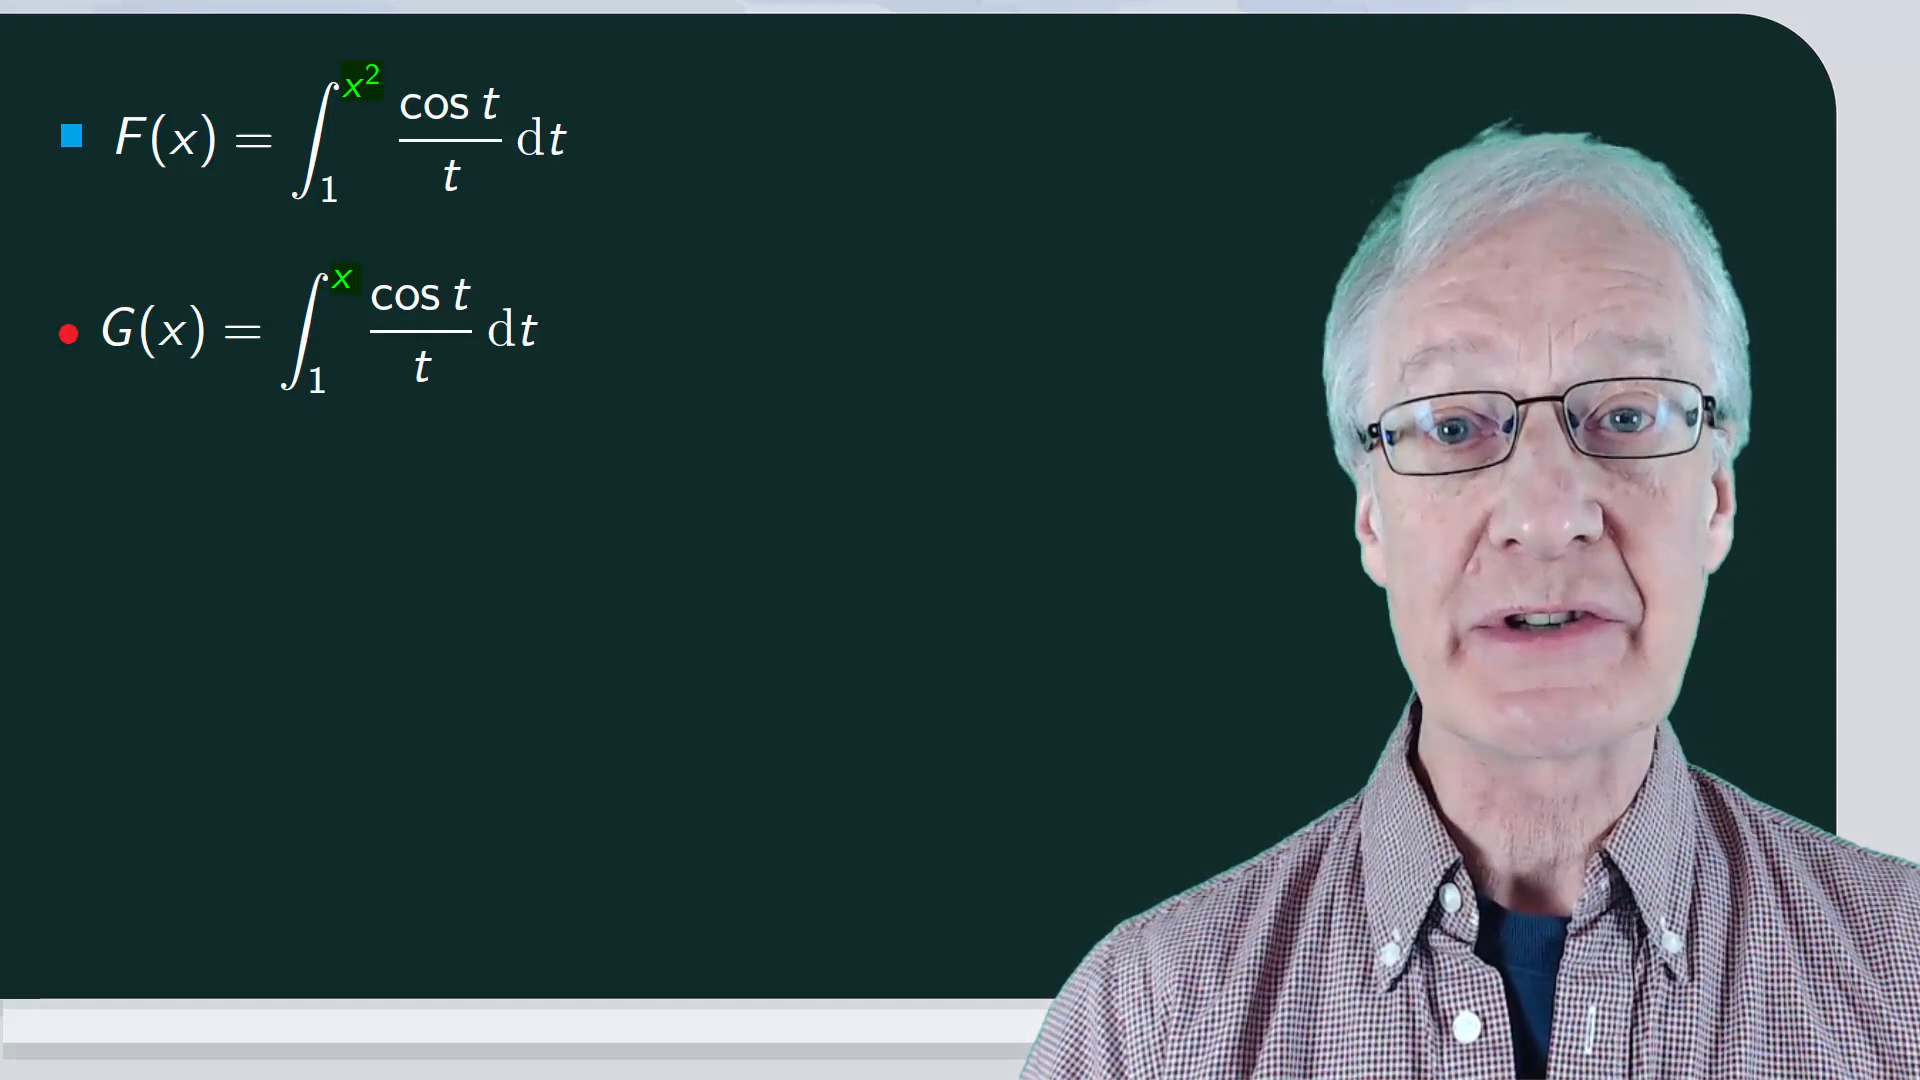 F(x) = ∫₁^{x²} cos t / t dt
G(x) = ∫₁^{x} cos t / t dt